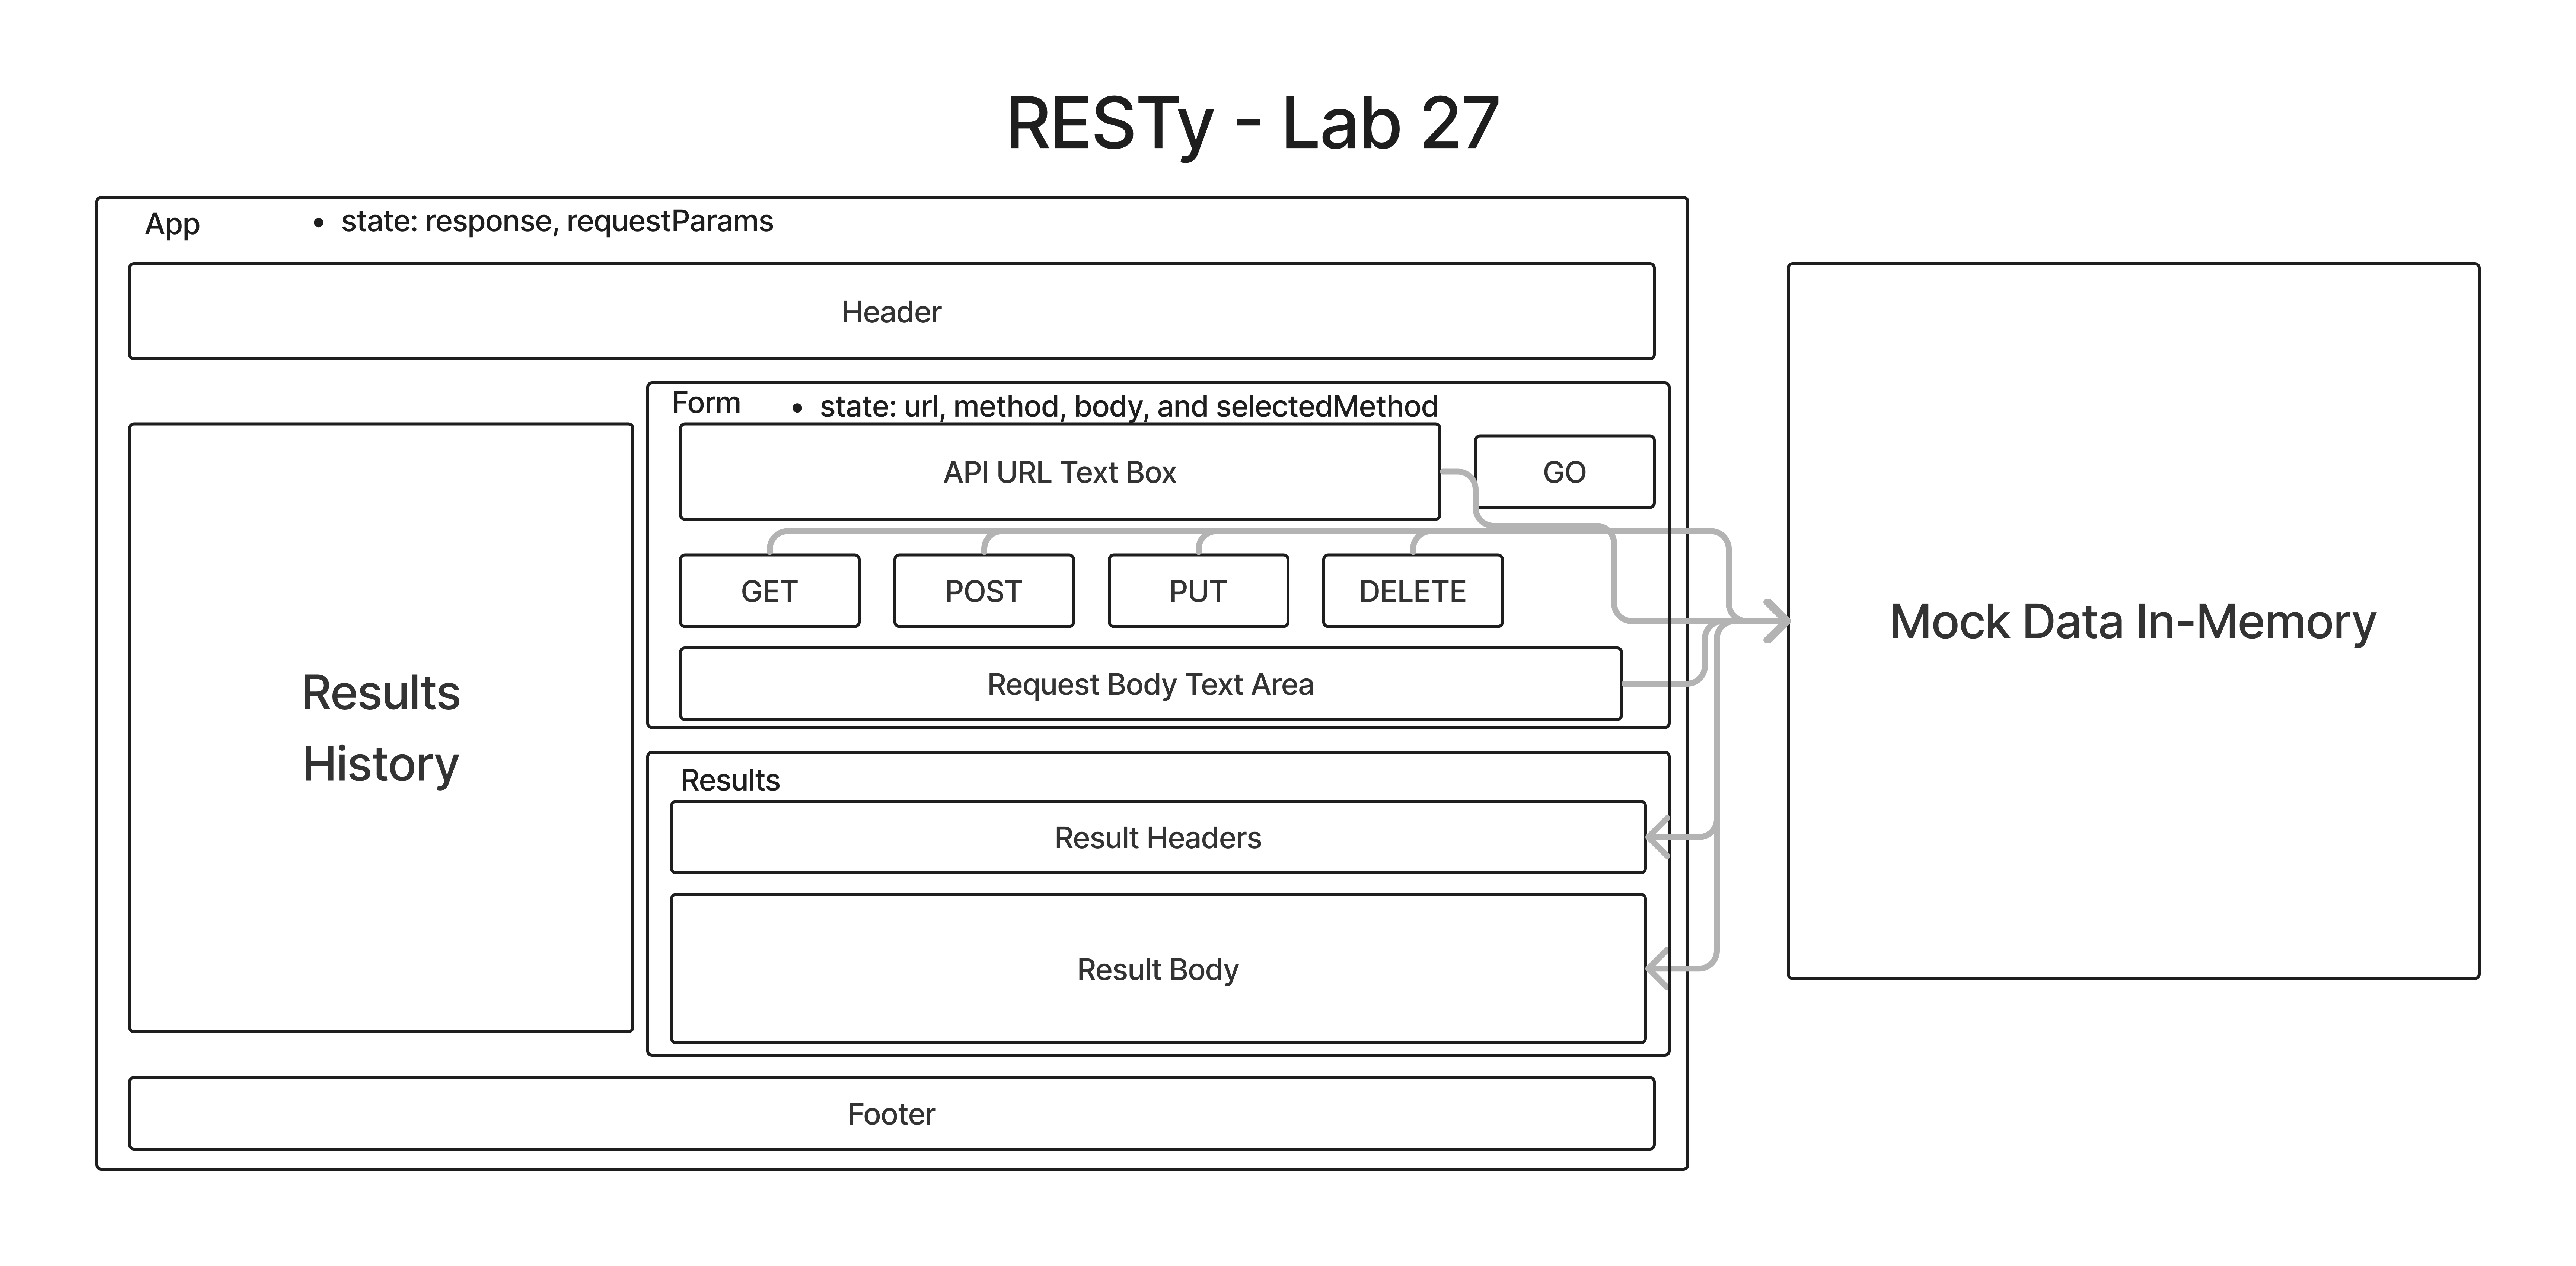 RESTy - Lab 27
App
• state: response, requestParams
Header
Form
• state: url, method, body, and selectedMethod
API URL Text Box
GO
GET
POST
PUT
DELETE
Request Body Text Area
Results
History
Results
Result Headers
Result Body
Footer
Mock Data In-Memory